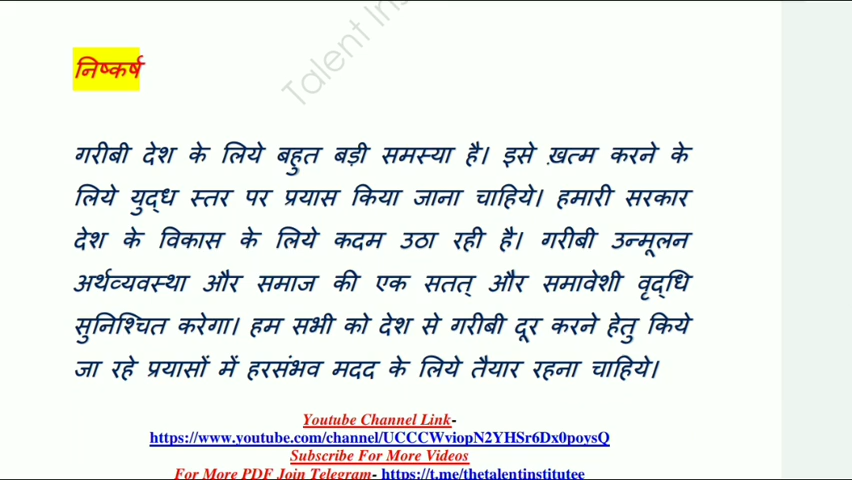 Talent Ins
निष्कर्ष
गरीबी देश के लिये बहुत बड़ी समस्या है। इसे ख़त्म करने के
लिये युद्ध स्तर पर प्रयास किया जाना चाहिये। हमारी सरकार
देश के विकास के लिये कदम उठा रही है। गरीबी उन्मूलन
अर्थव्यवस्था और समाज की एक सतत् और समावेशी वृद्धि
सुनिश्चित करेगा। हम सभी को देश से गरीबी दूर करने हेतु किये
जा रहे प्रयासों में हरसंभव मदद के लिये तैयार रहना चाहिये।
Youtube Channel Link-
https://www.youtube.com/channel/UCCCWviopN2YHSr6Dx0poysQ
Subscribe For More Videos
For More PDF Join Telegram- https://t.me/thetalentinstitutee